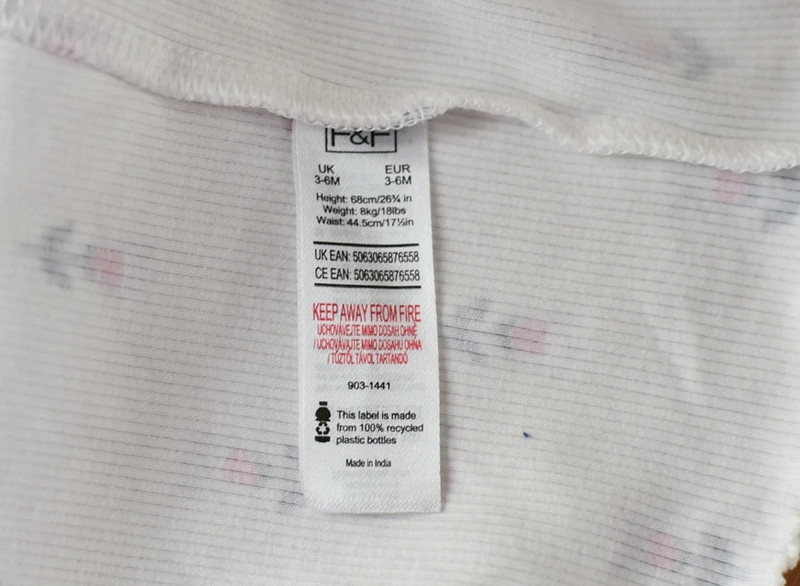 F&F
UK EUR
3-6M 3-6M
Height: 68cm/26¾ in
Weight: 8kg/18lbs
Waist: 44.5cm/17½in
UK EAN: 5063065876558
CE EAN: 5063065876558
KEEP AWAY FROM FIRE
UCHOVÁVEJTE MIMO DOSAH OHNĚ
/ UCHOVÁVAJTE MIMO DOSAHU OHŇA
/ TŰZTŐL TÁVOL TARTANDÓ
903-1441
This label is made
from 100% recycled
plastic bottles
Made in India